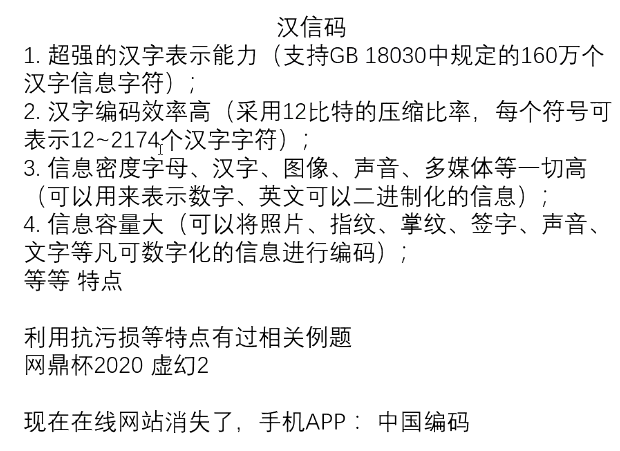 汉信码
1. 超强的汉字表示能力（支持GB 18030中规定的160万个
汉字信息字符）;
2. 汉字编码效率高（采用12比特的压缩比率，每个符号可
表示12~2174个汉字字符）;
3. 信息密度字母、汉字、图像、声音、多媒体等一切高
（可以用来表示数字、英文可以二进制化的信息）;
4. 信息容量大（可以将照片、指纹、掌纹、签字、声音、
文字等凡可数字化的信息进行编码）;
等等 特点
利用抗污损等特点有过相关例题
网鼎杯2020 虚幻2
现在在线网站消失了，手机APP ：中国编码